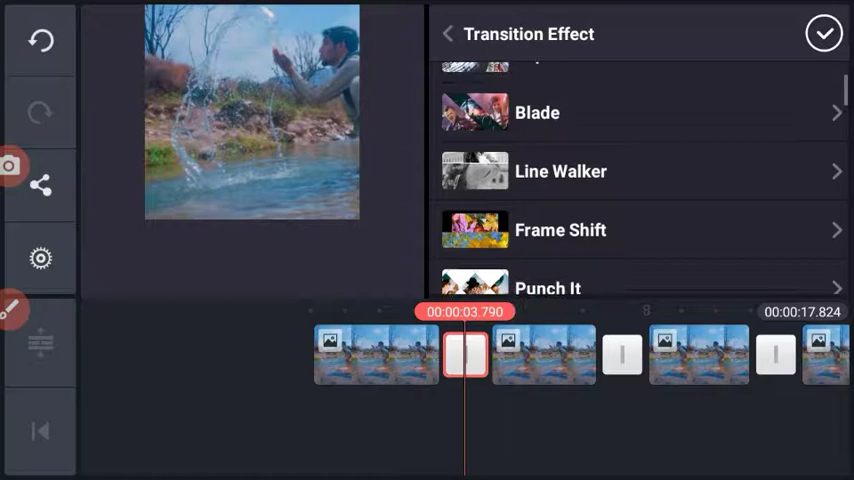 Transition Effect
Blade
Line Walker
Frame Shift
Punch It
00:00:03.790
8
00:00:17.824